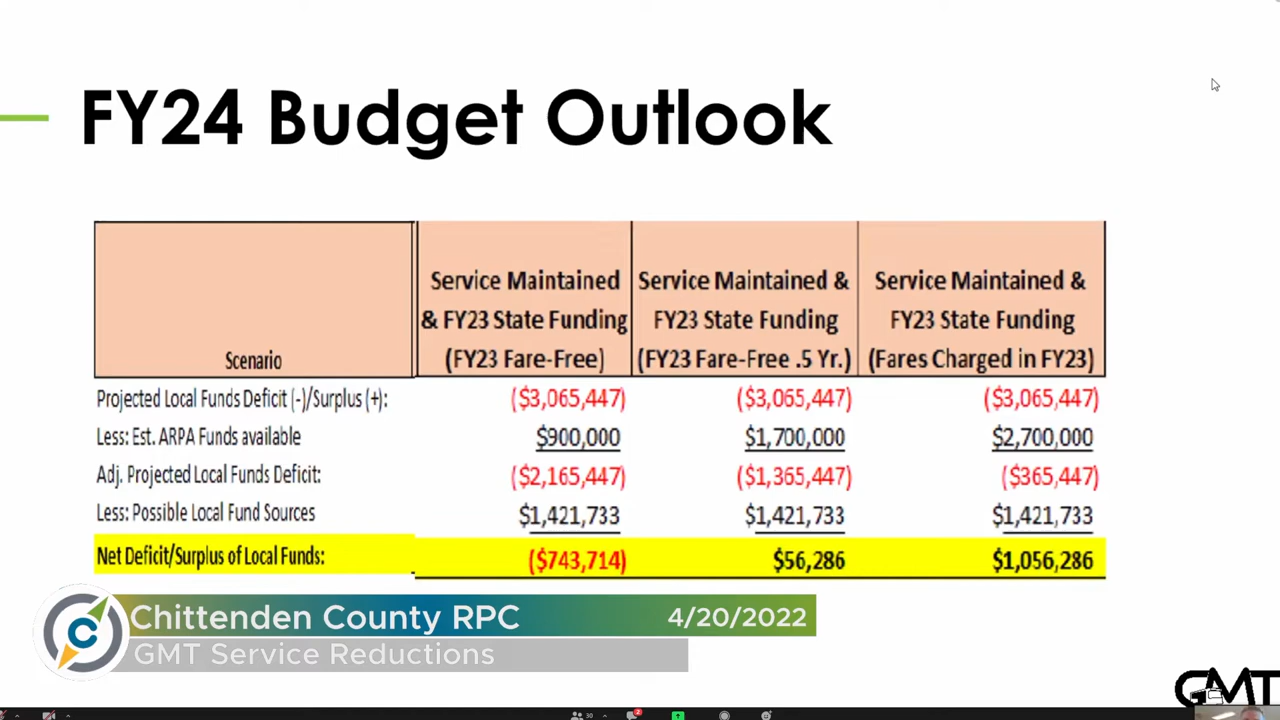 FY24 Budget Outlook
Scenario
Service Maintained
& FY23 State Funding
(FY23 Fare-Free)
Service Maintained &
FY23 State Funding
(FY23 Fare-Free .5 Yr.)
Service Maintained &
FY23 State Funding
(Fares Charged in FY23)
Projected Local Funds Deficit (-)/Surplus (+): ($3,065,447) ($3,065,447) ($3,065,447)
Less: Est. ARPA Funds available $900,000 $1,700,000 $2,700,000
Adj. Projected Local Funds Deficit: ($2,165,447) ($1,365,447) ($365,447)
Less: Possible Local Fund Sources $1,421,733 $1,421,733 $1,421,733
Net Deficit/Surplus of Local Funds: ($743,714) $56,286 $1,056,286
Chittenden County RPC 4/20/2022
GMT Service Reductions
GMT
30
2